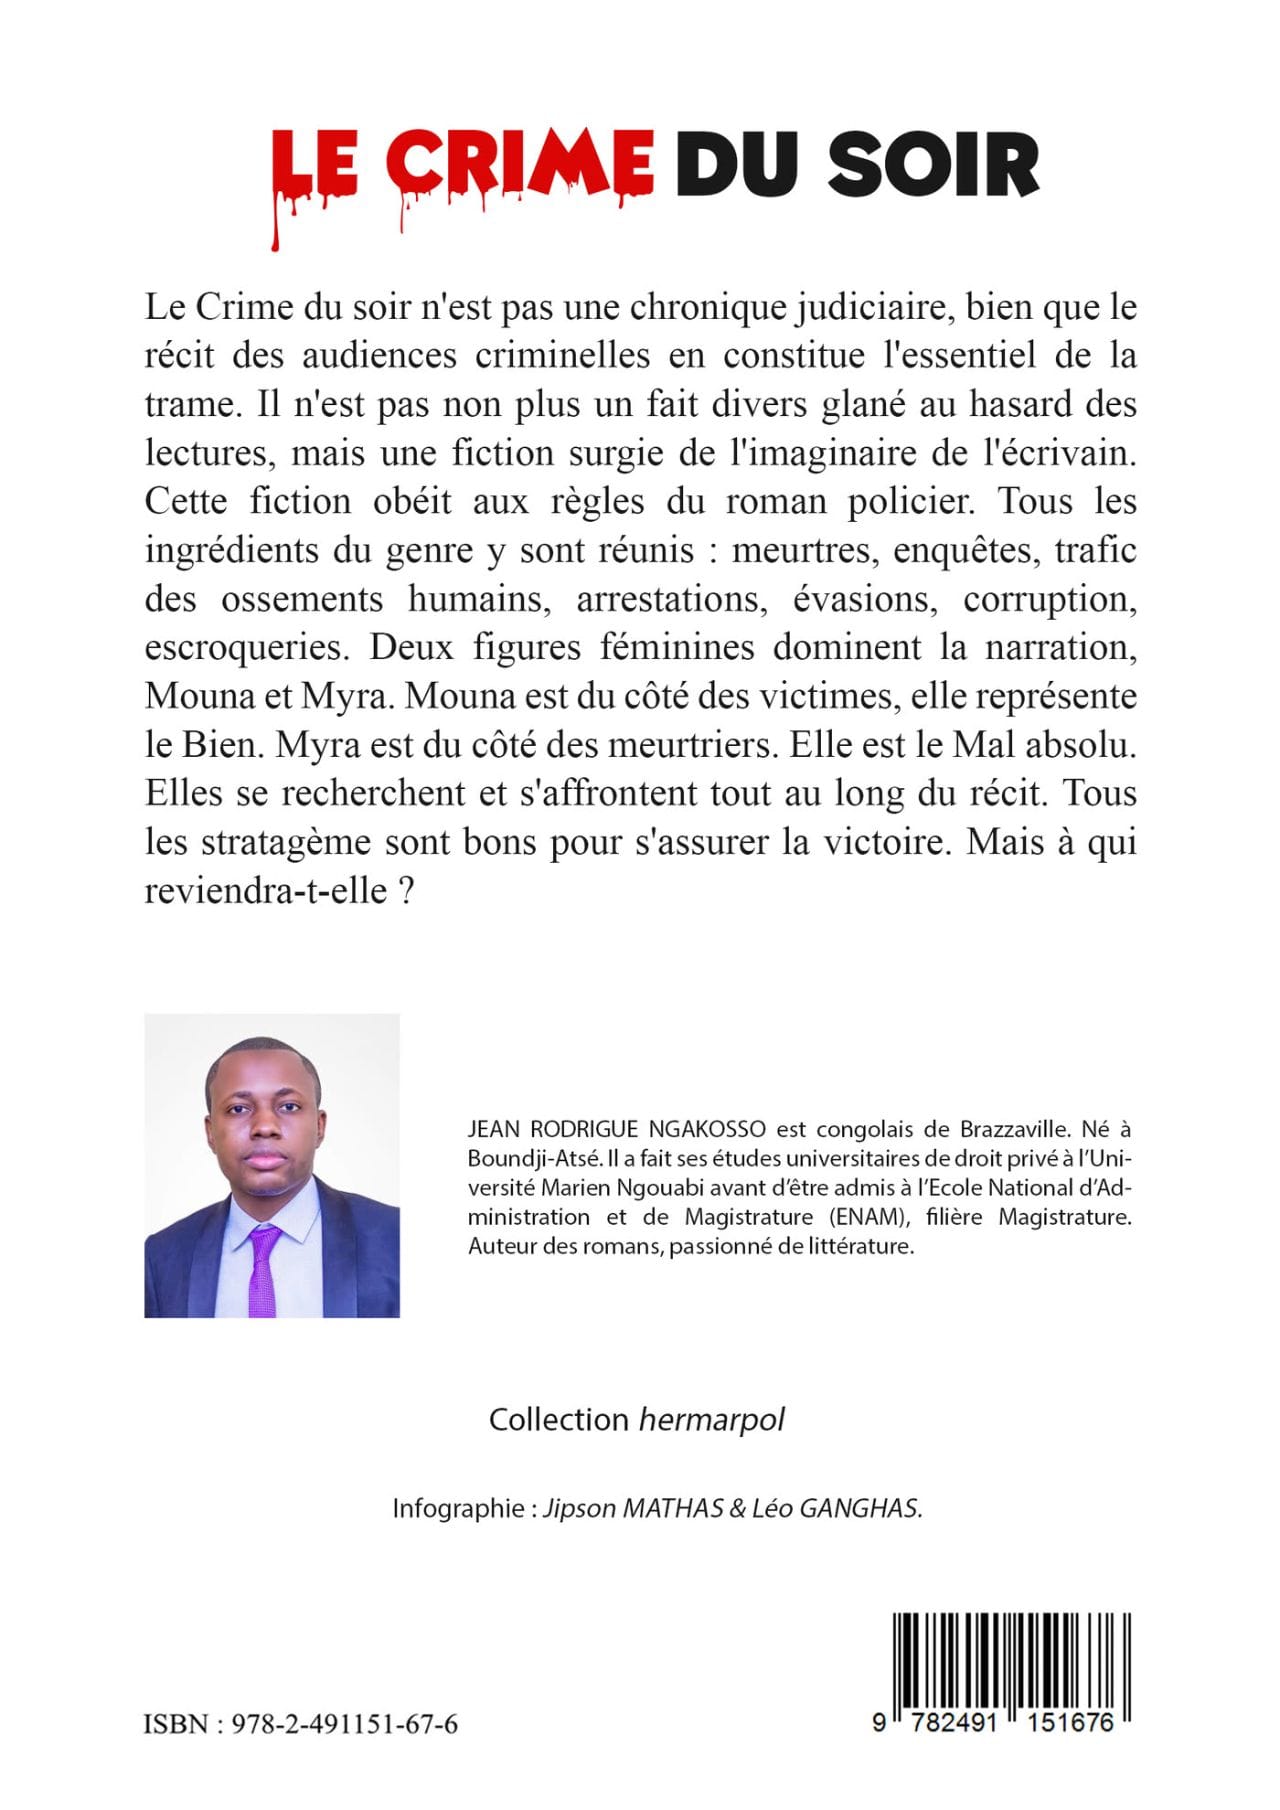 LE CRIME DU SOIR
Le Crime du soir n'est pas une chronique judiciaire, bien que le
récit des audiences criminelles en constitue l'essentiel de la
trame. Il n'est pas non plus un fait divers glané au hasard des
lectures, mais une fiction surgie de l'imaginaire de l'écrivain.
Cette fiction obéit aux règles du roman policier. Tous les
ingrédients du genre y sont réunis : meurtres, enquêtes, trafic
des ossements humains, arrestations, évasions, corruption,
escroqueries. Deux figures féminines dominent la narration,
Mouna et Myra. Mouna est du côté des victimes, elle représente
le Bien. Myra est du côté des meurtriers. Elle est le Mal absolu.
Elles se recherchent et s'affrontent tout au long du récit. Tous
les stratagème sont bons pour s'assurer la victoire. Mais à qui
reviendra-t-elle ?
JEAN RODRIGUE NGAKOSSO est congolais de Brazzaville. Né à
Boundji-Atsé. Il a fait ses études universitaires de droit privé à l’Uni-
versité Marien Ngouabi avant d’être admis à l’Ecole National d’Ad-
ministration et de Magistrature (ENAM), filière Magistrature.
Auteur des romans, passionné de littérature.
Collection hermarpol
Infographie : Jipson MATHAS & Léo GANGHAS.
ISBN : 978-2-491151-67-6
9 782491 151676